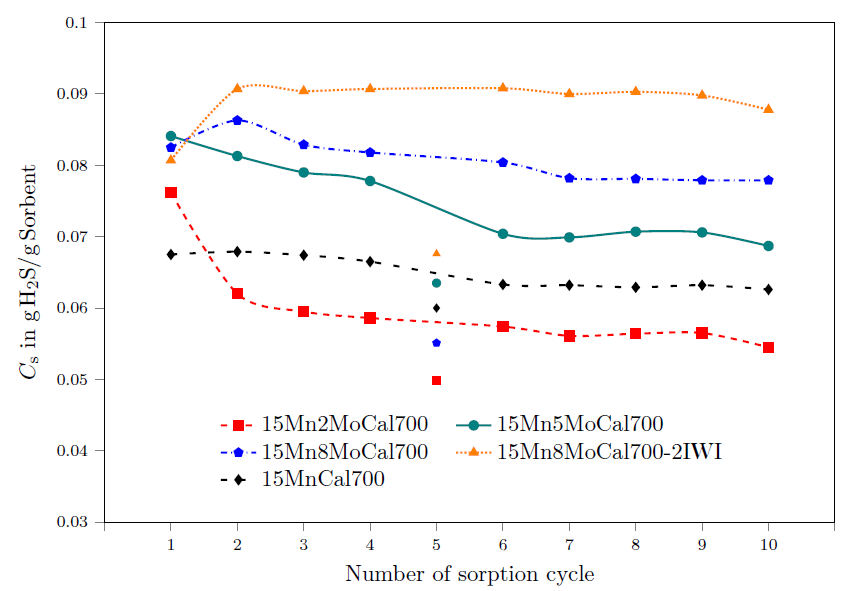 0.1
0.09
0.08
0.07
0.06
0.05
0.04
0.03
C_s in g H₂S/g Sorbent
15Mn2MoCal700 15Mn5MoCal700
15Mn8MoCal700 15Mn8MoCal700-2IWI
15MnCal700
1 2 3 4 5 6 7 8 9 10
Number of sorption cycle